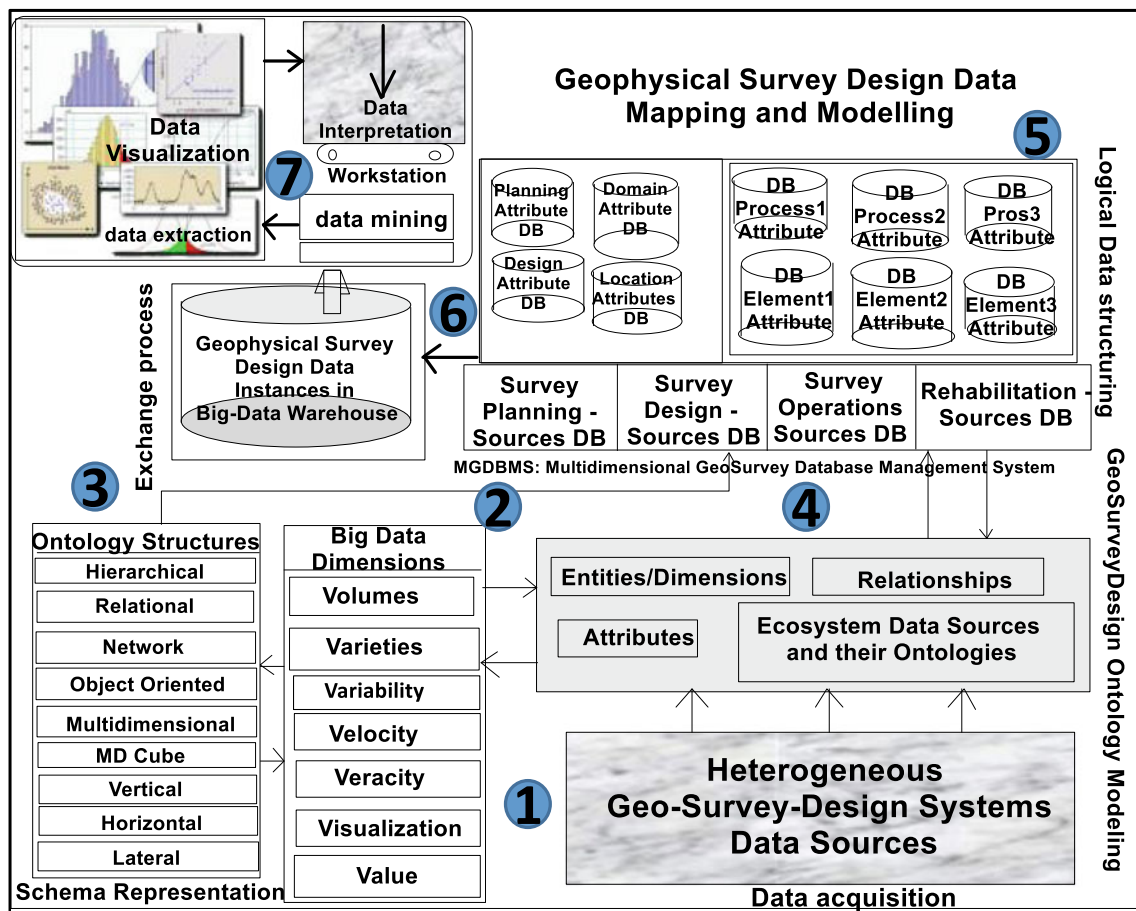 Data
Visualization
data extraction
Data
Interpretation
Workstation
data mining
7
Geophysical Survey Design Data
Mapping and Modelling
5
Planning
Attribute
DB
Domain
Attribute
DB
Design
Attribute
DB
Location
Attributes
DB
DB
Process1
Attribute
DB
Process2
Attribute
DB
Pros3
Attribute
DB
Element1
Attribute
DB
Element2
Attribute
DB
Element3
Attribute
Logical Data structuring
Exchange process
6
Geophysical Survey
Design Data
Instances in
Big-Data Warehouse
Survey
Planning -
Sources DB
Survey
Design -
Sources DB
Survey
Operations
Sources DB
Rehabilitation -
Sources DB
MGDBMS: Multidimensional GeoSurvey Database Management System
3
Ontology Structures
Hierarchical
Relational
Network
Object Oriented
Multidimensional
MD Cube
Vertical
Horizontal
Lateral
Schema Representation
2
Big Data
Dimensions
Volumes
Varieties
Variability
Velocity
Veracity
Visualization
Value
4
Entities/Dimensions
Relationships
Attributes
Ecosystem Data Sources
and their Ontologies
GeoSurveyDesign Ontology Modeling
1
Heterogeneous
Geo-Survey-Design Systems
Data Sources
Data acquisition